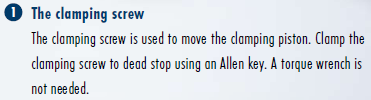 1 The clamping screw
The clamping screw is used to move the clamping piston. Clamp the
clamping screw to dead stop using an Allen key. A torque wrench is
not needed.